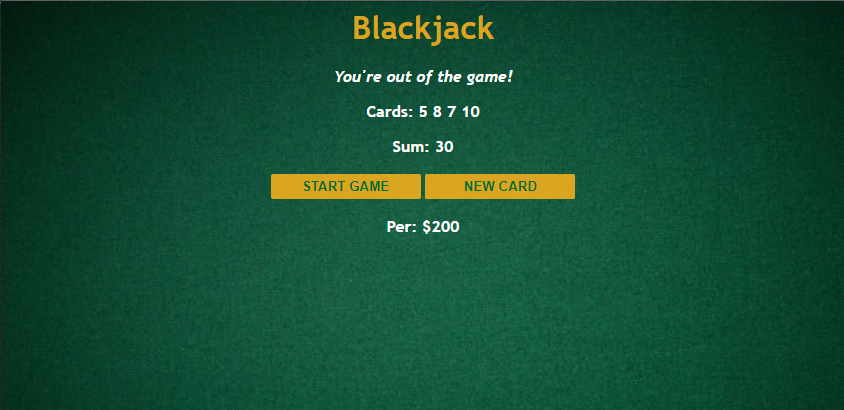 Blackjack
You're out of the game!
Cards: 5 8 7 10
Sum: 30
START GAME NEW CARD
Per: $200